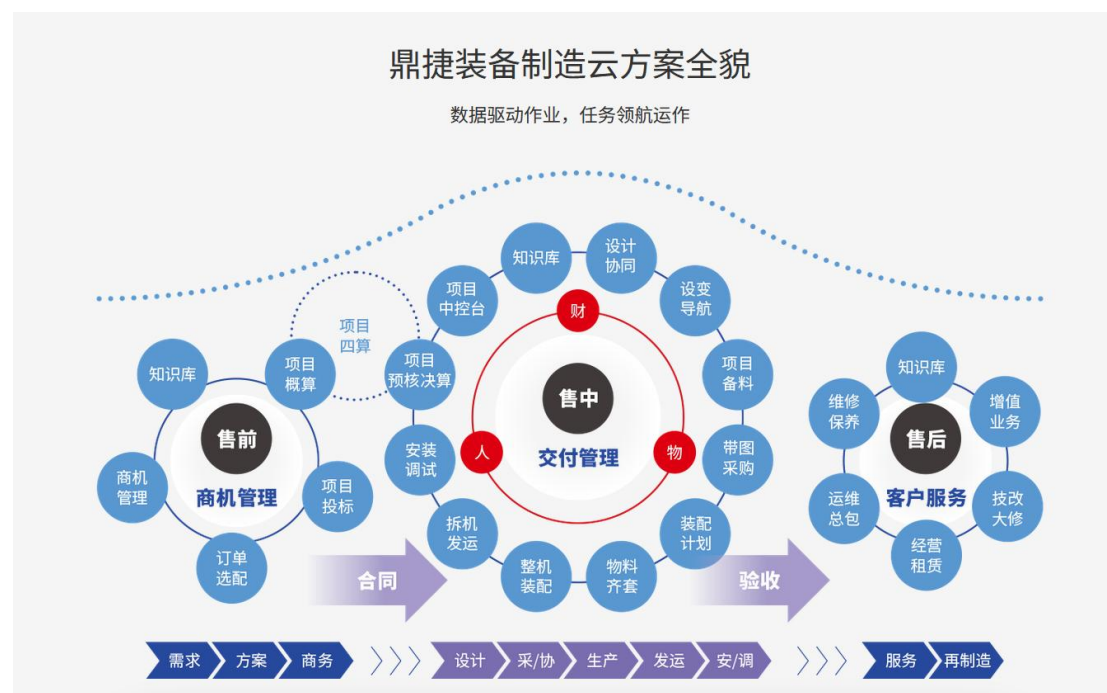 鼎捷装备制造云方案全貌
数据驱动作业，任务领航运作
知识库
项目
概算
项目
四算
售前
商机管理
商机
管理
项目
投标
订单
选配
合同
知识库
设计
协同
项目
中控台
设变
导航
财
项目
预核决算
项目
备料
售中
交付管理
人
物
安装
调试
带图
采购
拆机
发运
装配
计划
整机
装配
物料
齐套
验收
知识库
维修
保养
增值
业务
售后
客户服务
运维
总包
技改
大修
经营
租赁
需求
方案
商务
设计
采/协
生产
发运
安/调
服务
再制造